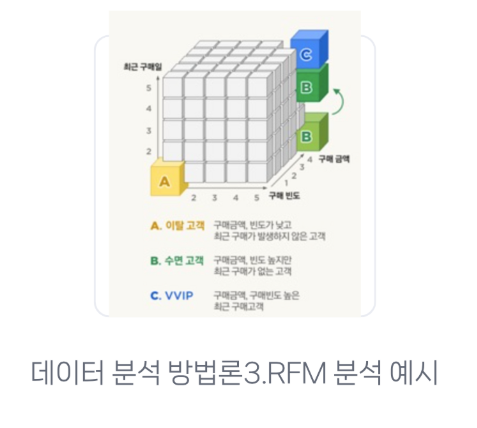 최근 구매일
5
4
3
2
C
B
B
A
4 구매 금액
3
2
1
2 3 4 5 구매 빈도
A. 이탈 고객 구매금액, 빈도가 낮고
최근 구매가 발생하지 않은 고객
B. 수면 고객 구매금액, 빈도 높지만
최근 구매가 없는 고객
C. VVIP 구매금액, 구매빈도 높은
최근 구매고객
데이터 분석 방법론3.RFM 분석 예시